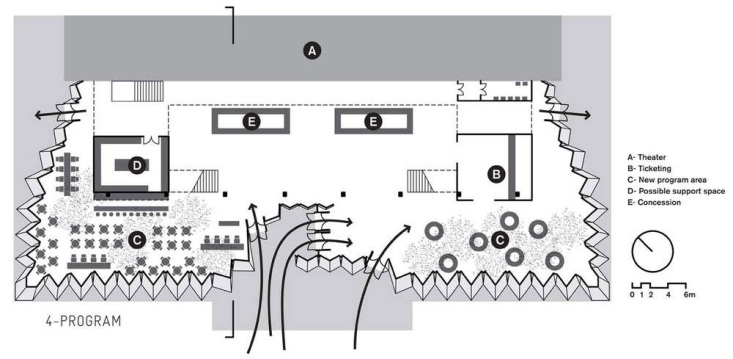 A
E
E
D
B
C
C
A- Theater
B- Ticketing
C- New program area
D- Possible support space
E- Concession
0 1 2 4 6m
4-PROGRAM